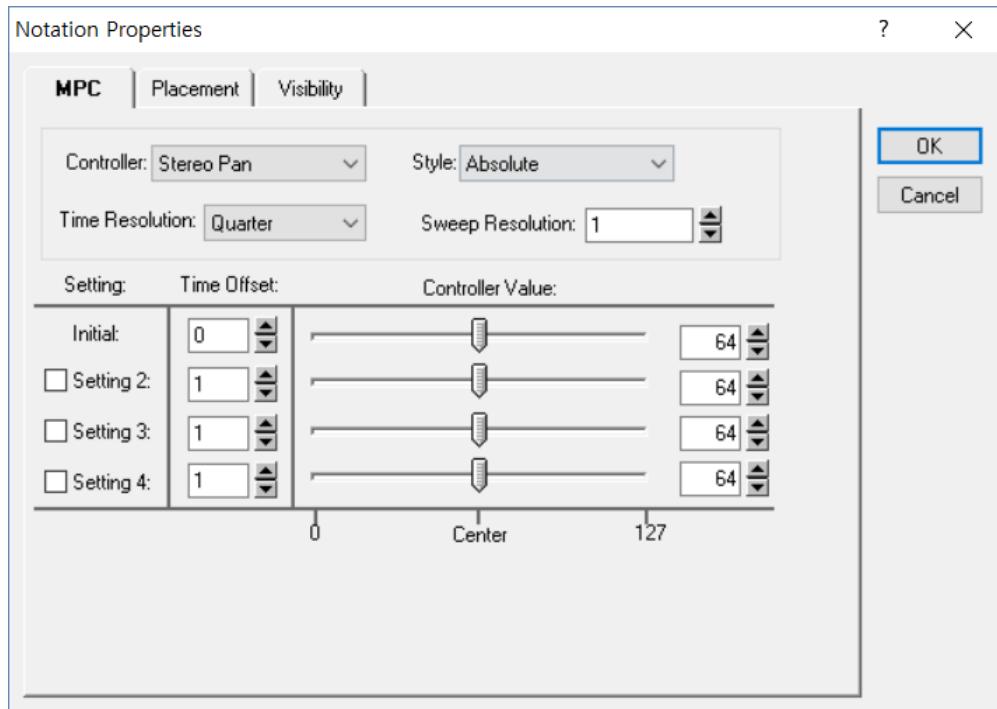 Notation Properties ? ×
MPC Placement Visibility
Controller: Stereo Pan Style: Absolute OK
Time Resolution: Quarter Sweep Resolution: 1 Cancel
Setting: Time Offset: Controller Value:
Initial: 0 64
Setting 2: 1 64
Setting 3: 1 64
Setting 4: 1 64
0 Center 127